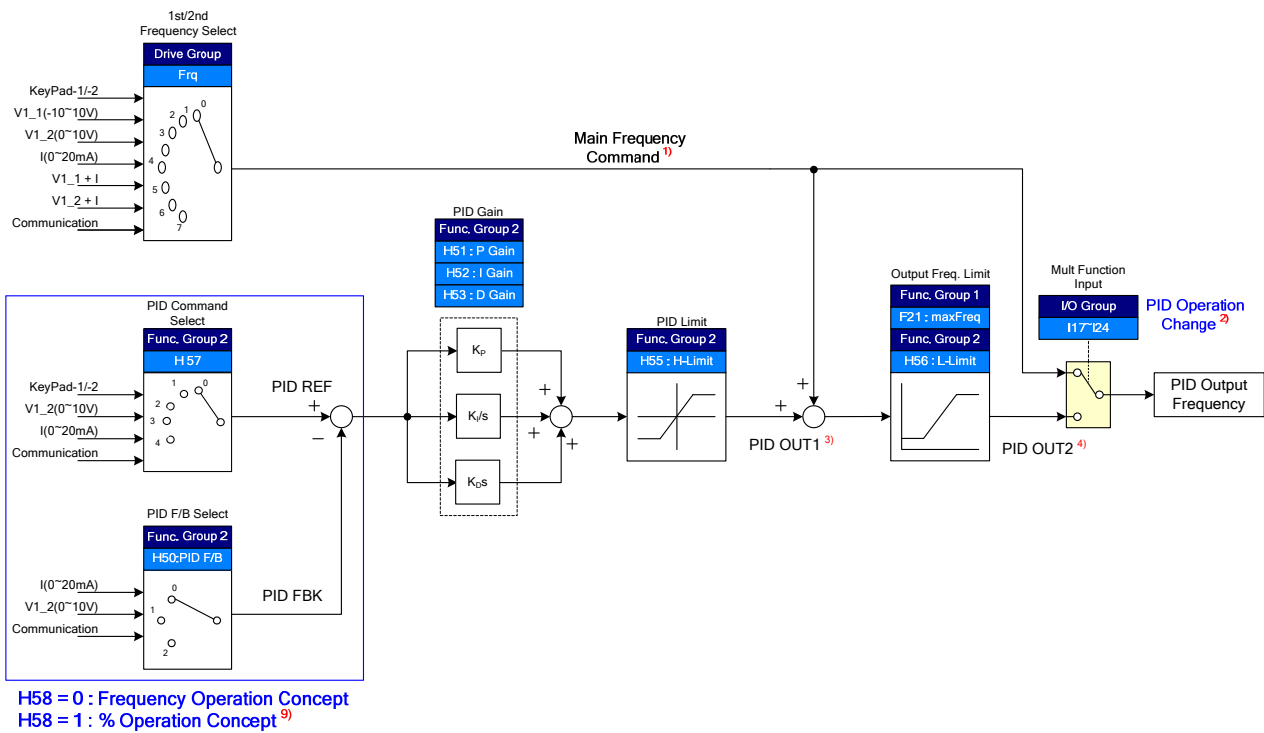 1st/2nd
Frequency Select
Drive Group
Frq
KeyPad-1/-2
V1_1(-10~10V)
V1_2(0~10V)
I(0~20mA)
V1_1 + I
V1_2 + I
Communication
0
1
2
3
4
5
6
7
Main Frequency
Command 1)
PID Gain
Func. Group 2
H51 : P Gain
H52 : I Gain
H53 : D Gain
Output Freq. Limit
Func. Group 1
F21 : maxFreq
Func. Group 2
H56 : L-Limit
Mult Function
Input
I/O Group
I17~I24
PID Operation
Change 2)
PID Command
Select
Func. Group 2
H 57
KeyPad-1/-2
V1_2(0~10V)
I(0~20mA)
Communication
0
1
2
3
4
PID REF
+
−
KP
KI/s
KDs
+
+
+
PID Limit
Func. Group 2
H55 : H-Limit
PID OUT1 3)
+
+
PID OUT2 4)
PID Output
Frequency
PID F/B Select
Func. Group 2
H50:PID F/B
I(0~20mA)
V1_2(0~10V)
Communication
0
1
2
PID FBK
H58 = 0 : Frequency Operation Concept
H58 = 1 : % Operation Concept 9)